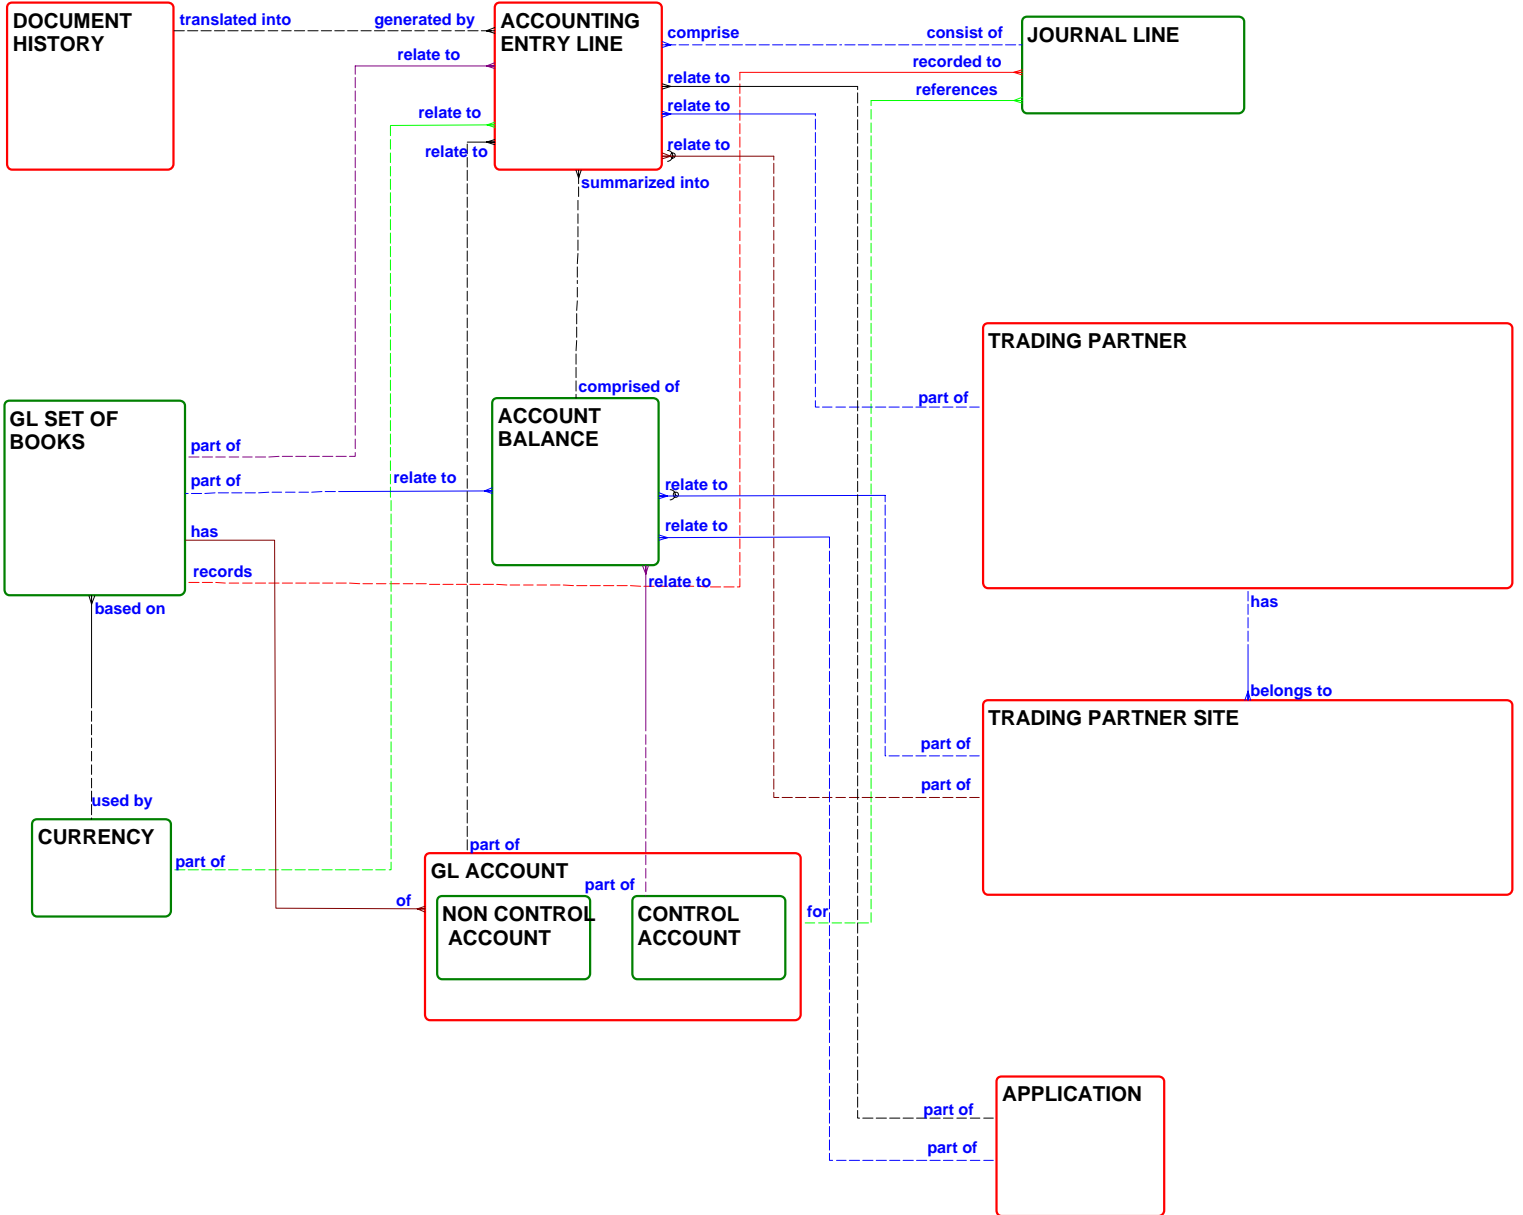 DOCUMENT
HISTORY
translated into
generated by
ACCOUNTING
ENTRY LINE
comprise
consist of
JOURNAL LINE
relate to
recorded to
relate to
references
relate to
relate to
relate to
relate to
summarized into
TRADING PARTNER
part of
comprised of
GL SET OF
BOOKS
ACCOUNT
BALANCE
part of
part of
relate to
relate to
has
relate to
records
relate to
based on
has
belongs to
TRADING PARTNER SITE
part of
part of
used by
CURRENCY
part of
part of
GL ACCOUNT
part of
of
NON CONTROL
ACCOUNT
CONTROL
ACCOUNT
for
APPLICATION
part of
part of